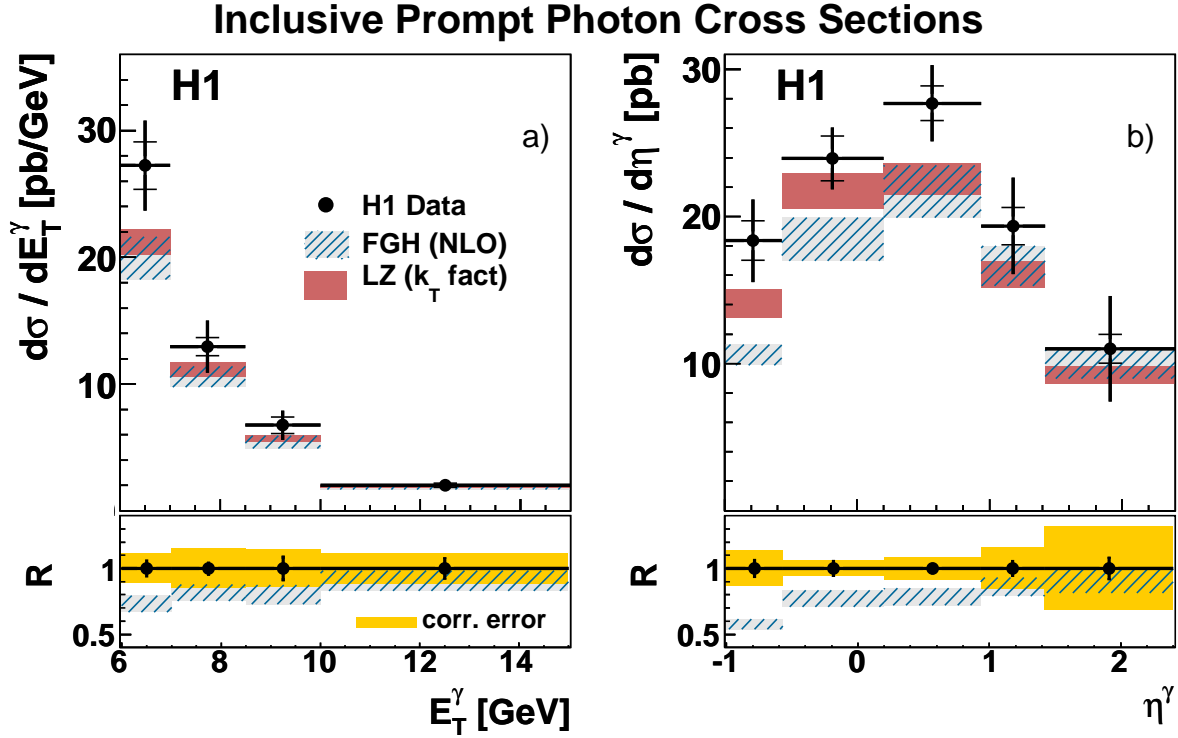 Inclusive Prompt Photon Cross Sections
H1
a)
dσ / dE_T^γ [pb/GeV]
30
20
10
H1 Data
FGH (NLO)
LZ (k_T fact)
R
1
0.5
corr. error
6 8 10 12 14
E_T^γ [GeV]
H1
b)
dσ / dη^γ [pb]
30
20
10
R
1
0.5
-1 0 1 2
η^γ